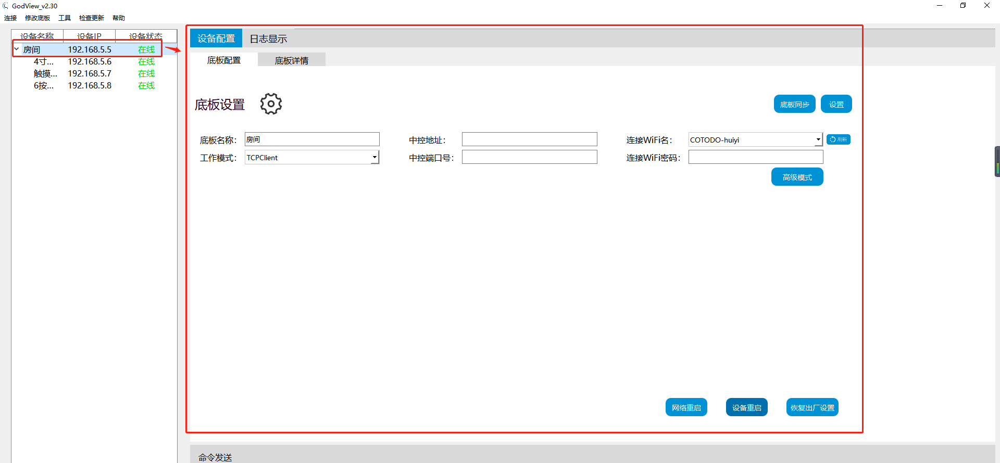 GodView_v2.30
连接 修改底板 工具 检查更新 帮助
设备名称 设备IP 设备状态
房间 192.168.5.5 在线
4寸... 192.168.5.6 在线
触摸... 192.168.5.7 在线
6按... 192.168.5.8 在线
设备配置 日志显示
底板配置 底板详情
底板设置 底板同步 设置
底板名称： 房间 中控地址： 连接WiFi名： COTODO-huiyi 刷新
工作模式： TCPClient 中控端口号： 连接WiFi密码：
高级模式
网络重启 设备重启 恢复出厂设置
命令发送